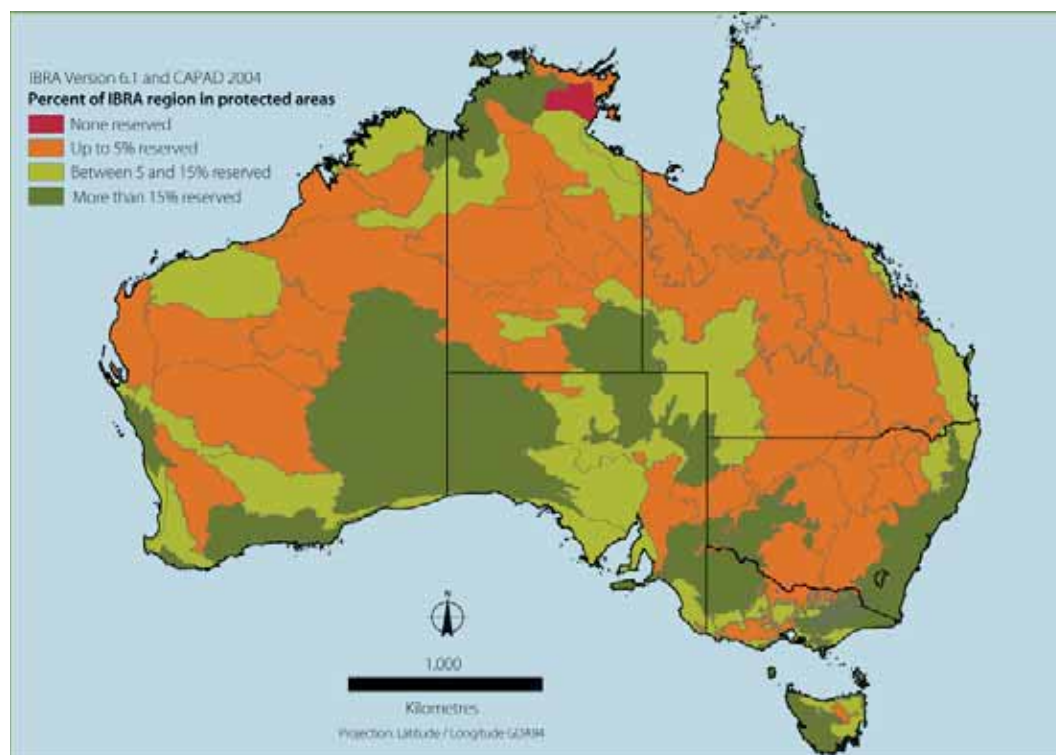 IBRA Version 6.1 and CAPAD 2004
Percent of IBRA region in protected areas
None reserved
Up to 5% reserved
Between 5 and 15% reserved
More than 15% reserved
N
1,000
Kilometres
Projection: Latitude / Longitude GDA94